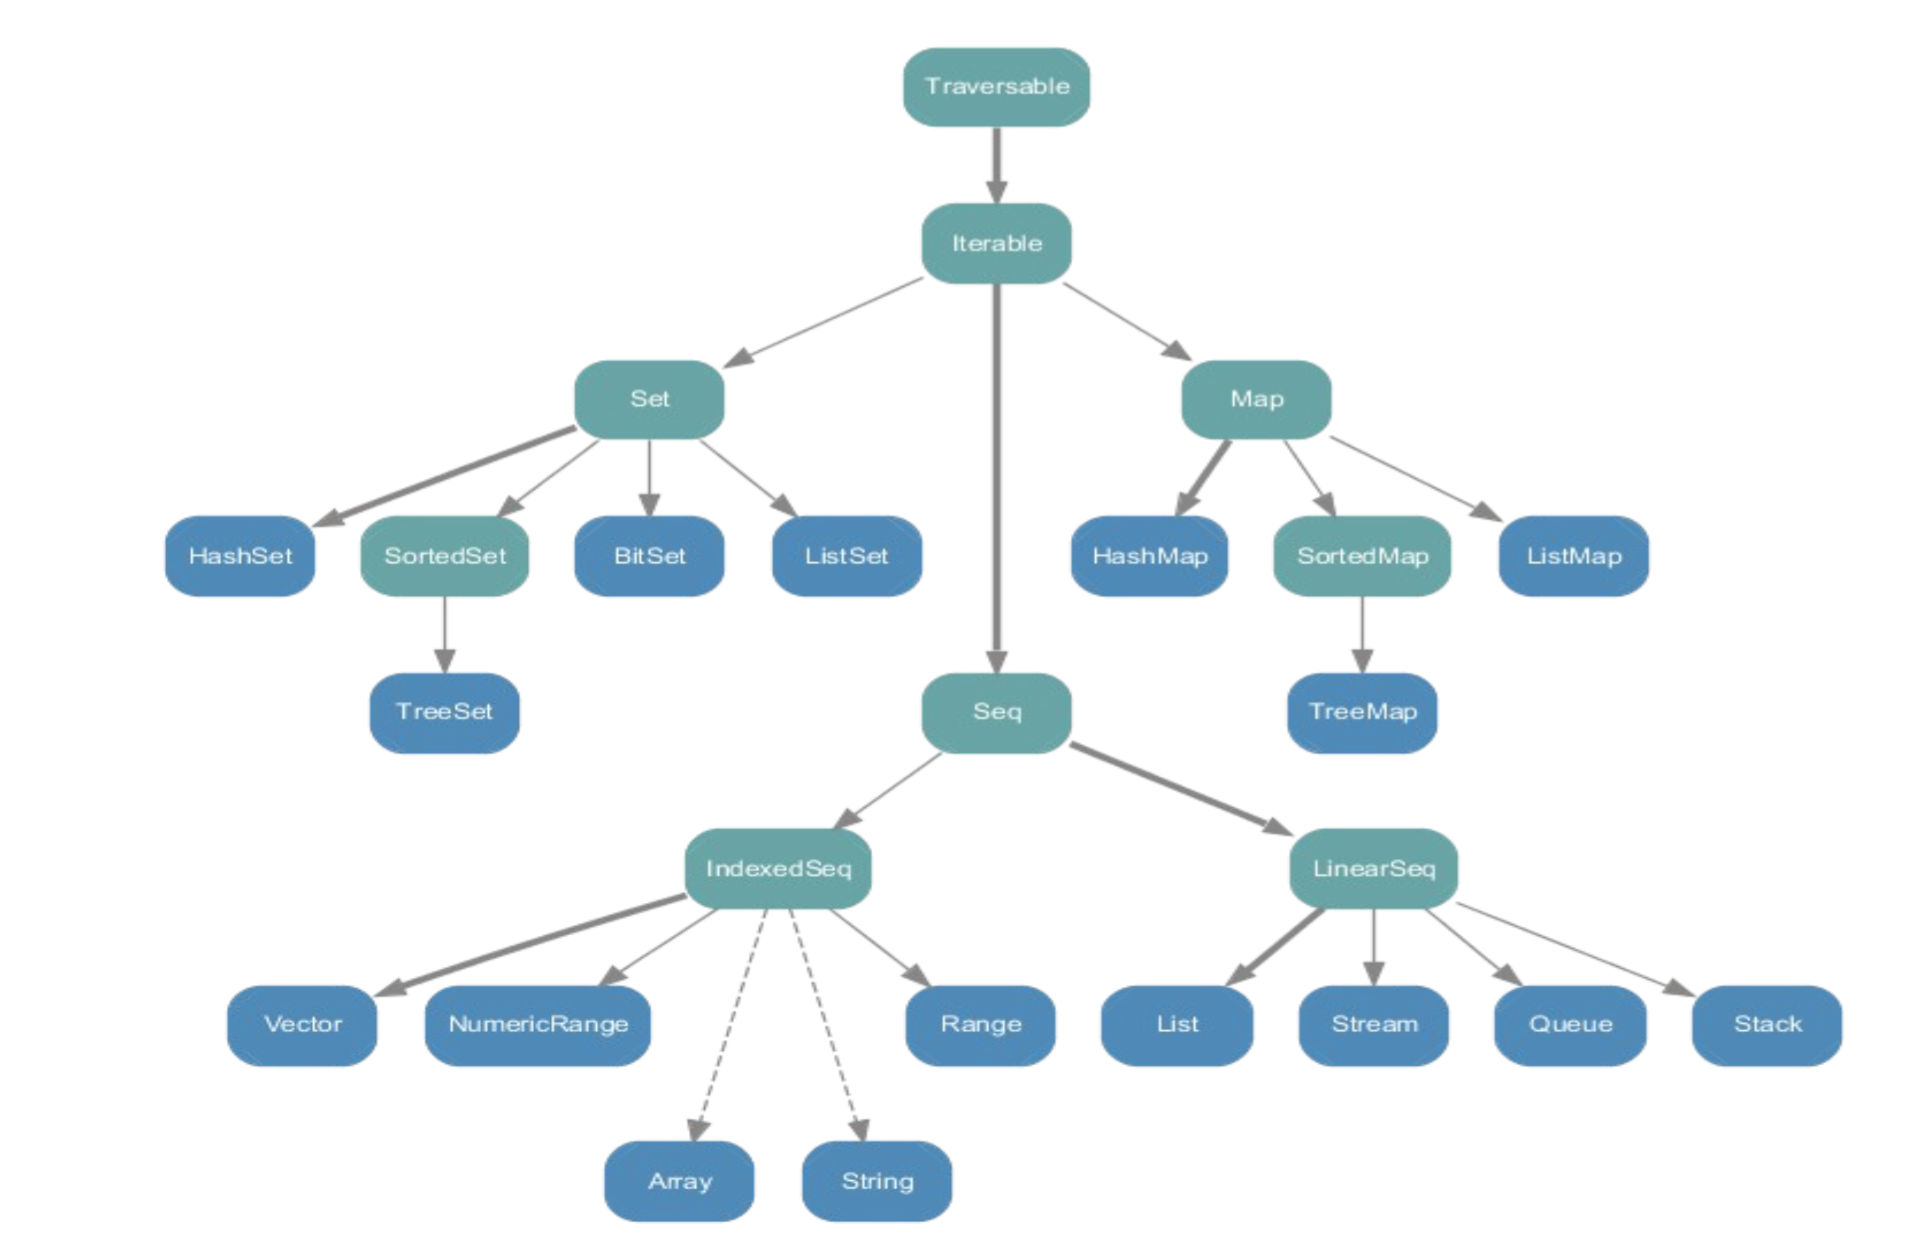 Traversable
Iterable
Set
Map
HashSet
SortedSet
BitSet
ListSet
HashMap
SortedMap
ListMap
TreeSet
Seq
TreeMap
IndexedSeq
LinearSeq
Vector
NumericRange
Range
List
Stream
Queue
Stack
Array
String